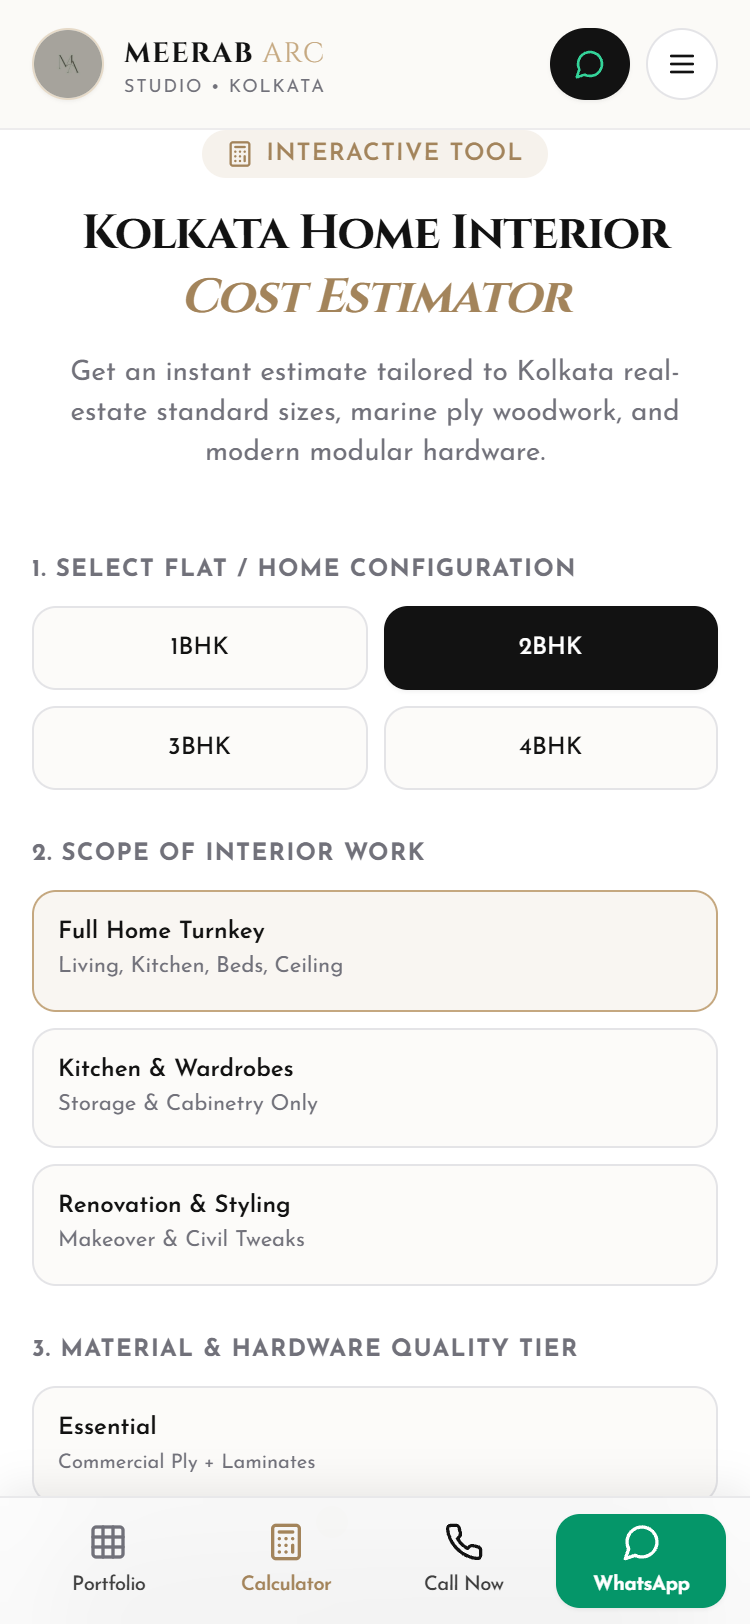 MEERAB ARC
STUDIO • KOLKATA
INTERACTIVE TOOL
KOLKATA HOME INTERIOR
COST ESTIMATOR
Get an instant estimate tailored to Kolkata real-
estate standard sizes, marine ply woodwork, and
modern modular hardware.
1. SELECT FLAT / HOME CONFIGURATION
1BHK
2BHK
3BHK
4BHK
2. SCOPE OF INTERIOR WORK
Full Home Turnkey
Living, Kitchen, Beds, Ceiling
Kitchen & Wardrobes
Storage & Cabinetry Only
Renovation & Styling
Makeover & Civil Tweaks
3. MATERIAL & HARDWARE QUALITY TIER
Essential
Commercial Ply + Laminates
Portfolio
Calculator
Call Now
WhatsApp